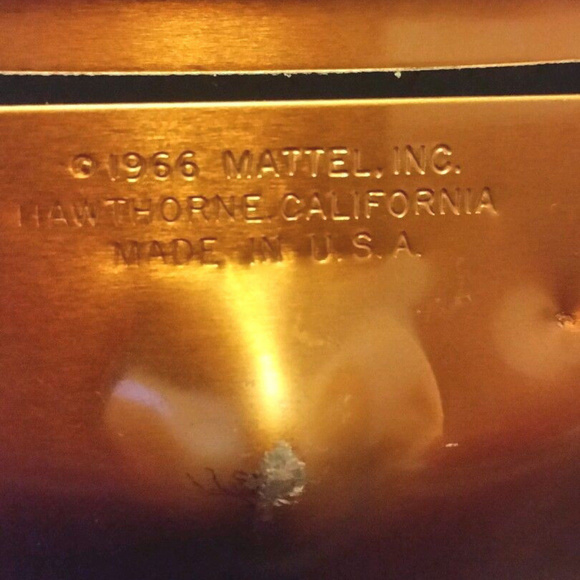 ©1966 MATTEL, INC.
HAWTHORNE, CALIFORNIA
MADE IN U.S.A.